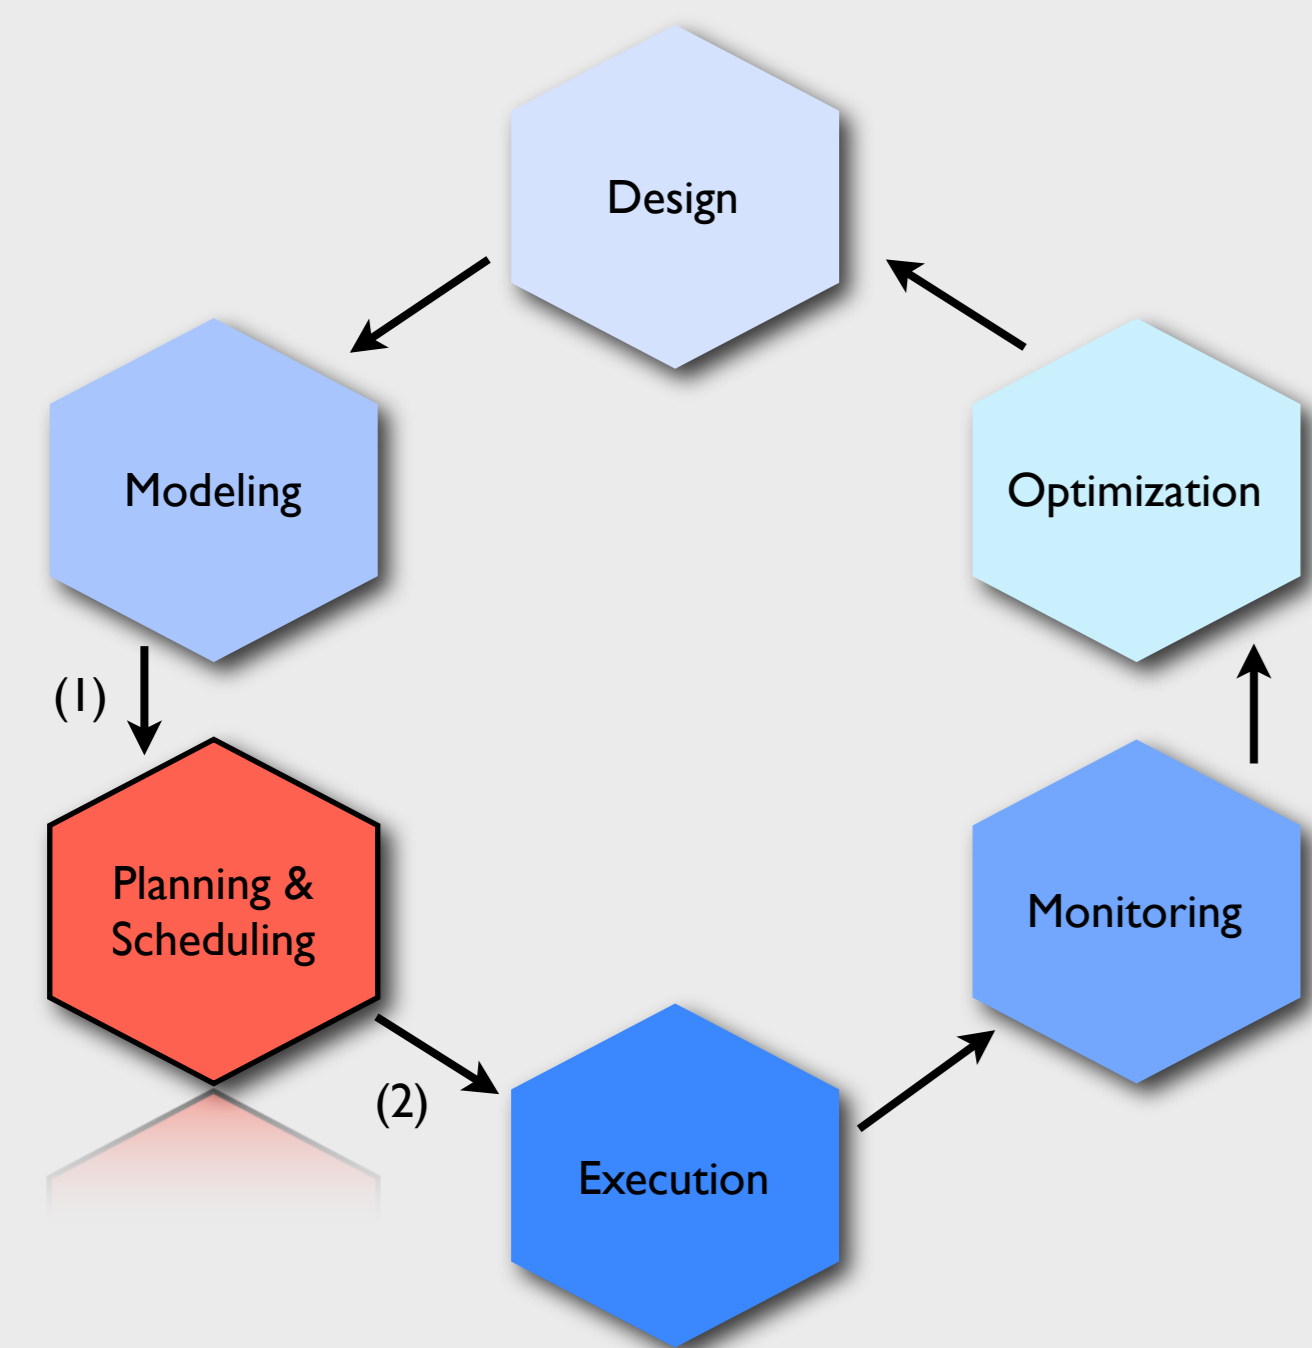 Design
Modeling
Optimization
(1)
Planning &
Scheduling
Monitoring
(2)
Execution